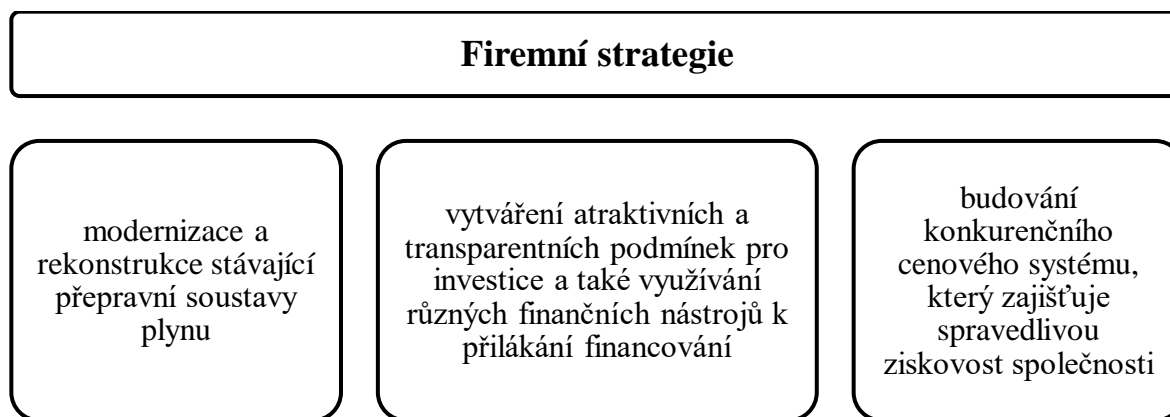 Firemní strategie
modernizace a
rekonstrukce stávající
přepravní soustavy
plynu
vytváření atraktivních a
transparentních podmínek pro
investice a také využívání
různých finančních nástrojů k
přilákání financování
budování
konkurenčního
cenového systému,
který zajišťuje
spravedlivou
ziskovost společnosti